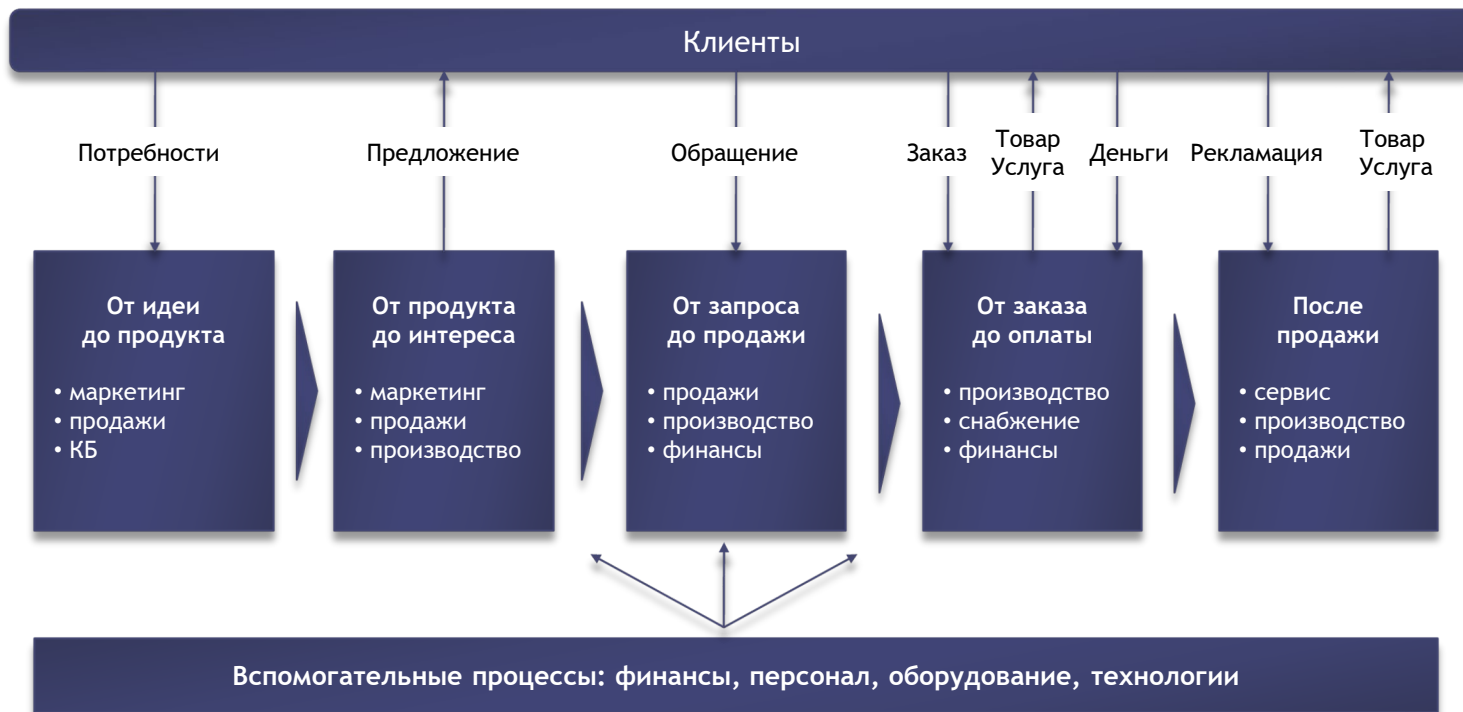 Клиенты
Потребности
Предложение
Обращение
Заказ
Товар
Услуга
Деньги
Рекламация
Товар
Услуга
От идеи
до продукта
• маркетинг
• продажи
• КБ
От продукта
до интереса
• маркетинг
• продажи
• производство
От запроса
до продажи
• продажи
• производство
• финансы
От заказа
до оплаты
• производство
• снабжение
• финансы
После
продажи
• сервис
• производство
• продажи
Вспомогательные процессы: финансы, персонал, оборудование, технологии